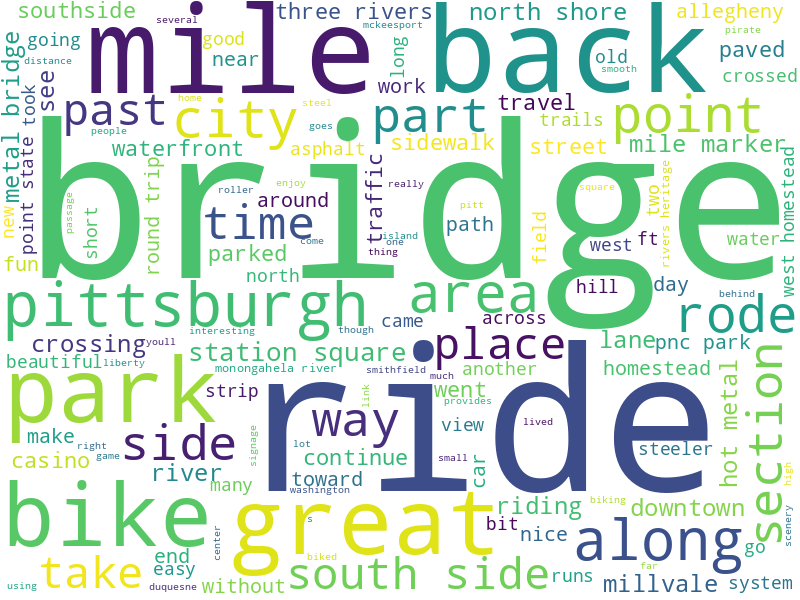 southside
several
three rivers
mckeesport
north shore
allegheny
pirate
going
good
mile
back
long
old
paved
distance
near
smooth
crossed
metal bridge
see
past
home
steel
work
travel
city
part
point
took
people
goes
trails
waterfront
asphalt
sidewalk
street
mile marker
bridge
point state
round trip
traffic
really
enjoy
pitt
square
two
rivers heritage
west homestead
roller
around
passage
short
time
path
field
new
parked
come
island
one
thing
west
ft
water
fun
north
hill
day
behind
pittsburgh
area
rode
crossing
interesting
though
came
across
youll
place
lane
pnc park
beautiful
liberty
station square
monongahela river
smithfield
another
homestead
park
ride
strip
link
much
went
provides
hot metal
section
way
view
lived
make
side
signage
right
lot
small
steeler
high
game
casino
river
continue
car
toward
bike
many
washington
riding
downtown
great
s
biking
bit
nice
along
scenery
center
biked
end
go
take
easy
runs
far
using
duquesne
without
south side
millvale
system